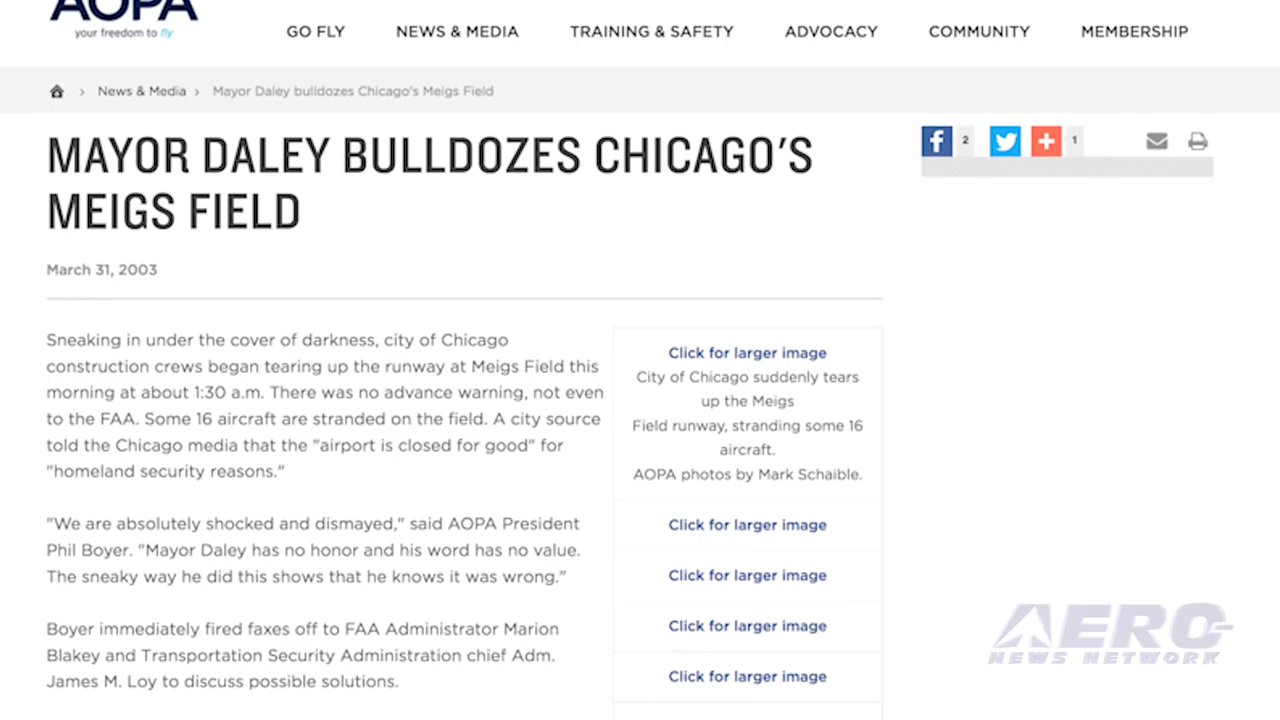 AOPA
your freedom to fly
GO FLY
NEWS & MEDIA
TRAINING & SAFETY
ADVOCACY
COMMUNITY
MEMBERSHIP
News & Media
Mayor Daley bulldozes Chicago's Meigs Field
MAYOR DALEY BULLDOZES CHICAGO'S
MEIGS FIELD
2
1
March 31, 2003
Sneaking in under the cover of darkness, city of Chicago
construction crews began tearing up the runway at Meigs Field this
morning at about 1:30 a.m. There was no advance warning, not even
to the FAA. Some 16 aircraft are stranded on the field. A city source
told the Chicago media that the "airport is closed for good" for
"homeland security reasons."
"We are absolutely shocked and dismayed," said AOPA President
Phil Boyer. "Mayor Daley has no honor and his word has no value.
The sneaky way he did this shows that he knows it was wrong."
Boyer immediately fired faxes off to FAA Administrator Marion
Blakey and Transportation Security Administration chief Adm.
James M. Loy to discuss possible solutions.
Click for larger image
City of Chicago suddenly tears
up the Meigs
Field runway, stranding some 16
aircraft.
AOPA photos by Mark Schaible.
Click for larger image
Click for larger image
Click for larger image
Click for larger image
AERO
NEWS NETWORK